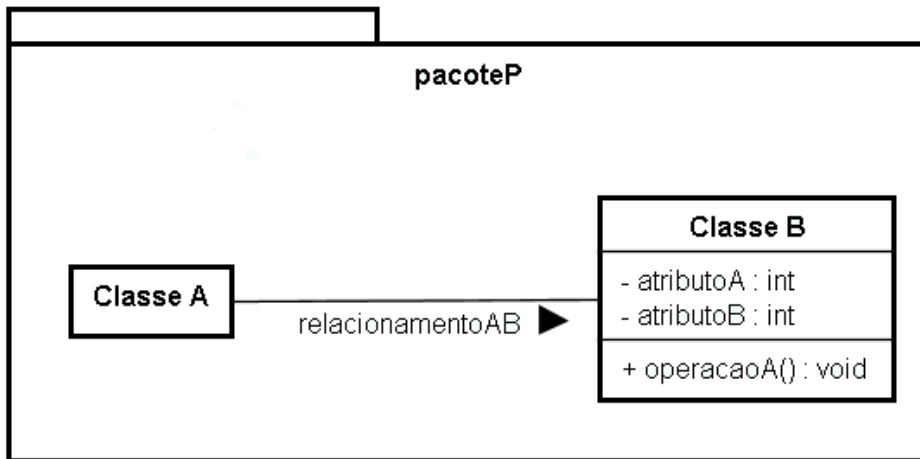 pacoteP
Classe A
relacionamentoAB
Classe B
- atributoA : int
- atributoB : int
+ operacaoA() : void